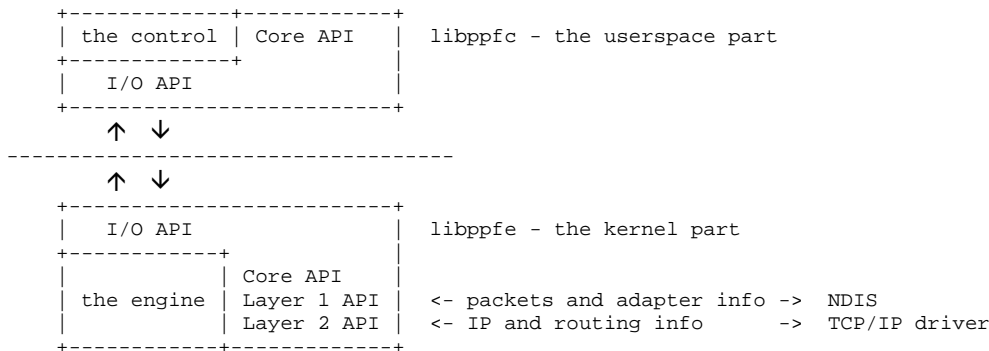 +-------------+------------+
| the control | Core API   |  libppfc - the userspace part
+-------------+            |
|   I/O API                |
+--------------------------+
↑ ↓
------------------------------------
↑ ↓
+--------------------------+
|   I/O API                |  libppfe - the kernel part
+------------+             |
|            | Core API    |
| the engine | Layer 1 API |  <- packets and adapter info ->  NDIS
|            | Layer 2 API |  <- IP and routing info      ->  TCP/IP driver
+------------+-------------+